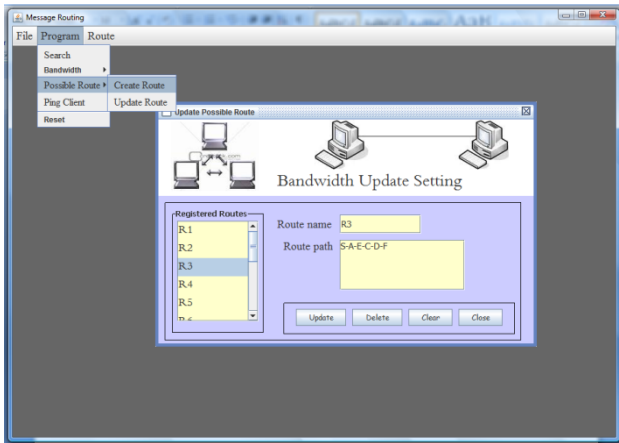 Message Routing
File Program Route
Search
Bandwidth
Possible Route
Create Route
Ping Client
Update Route
Reset
Update Possible Route
Bandwidth Update Setting
Registered Routes
R1
R2
R3
R4
R5
Route name R3
Route path S-A-E-C-D-F
Update Delete Clear Close